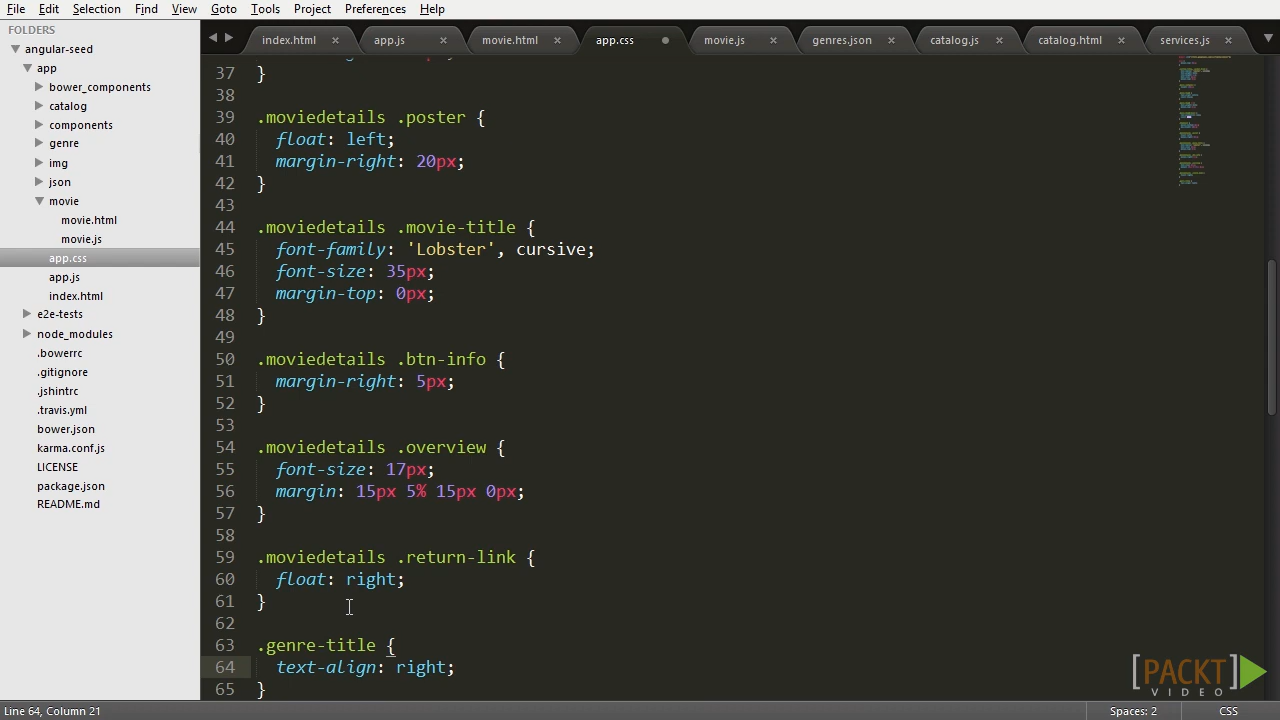 File Edit Selection Find View Goto Tools Project Preferences Help
FOLDERS
angular-seed
app
bower_components
catalog
components
genre
img
json
movie
movie.html
movie.js
app.css
app.js
index.html
e2e-tests
node_modules
.bowerrc
.gitignore
.jshintrc
.travis.yml
bower.json
karma.conf.js
LICENSE
package.json
README.md
index.html × app.js × movie.html × app.css movie.js × genres.json × catalog.js × catalog.html × services.js ×
37 }
38
39 .moviedetails .poster {
40 float: left;
41 margin-right: 20px;
42 }
43
44 .moviedetails .movie-title {
45 font-family: 'Lobster', cursive;
46 font-size: 35px;
47 margin-top: 0px;
48 }
49
50 .moviedetails .btn-info {
51 margin-right: 5px;
52 }
53
54 .moviedetails .overview {
55 font-size: 17px;
56 margin: 15px 5% 15px 0px;
57 }
58
59 .moviedetails .return-link {
60 float: right;
61 }
62
63 .genre-title {
64 text-align: right;
65 }
[PACKT]
VIDEO
Line 64, Column 21 Spaces: 2 CSS